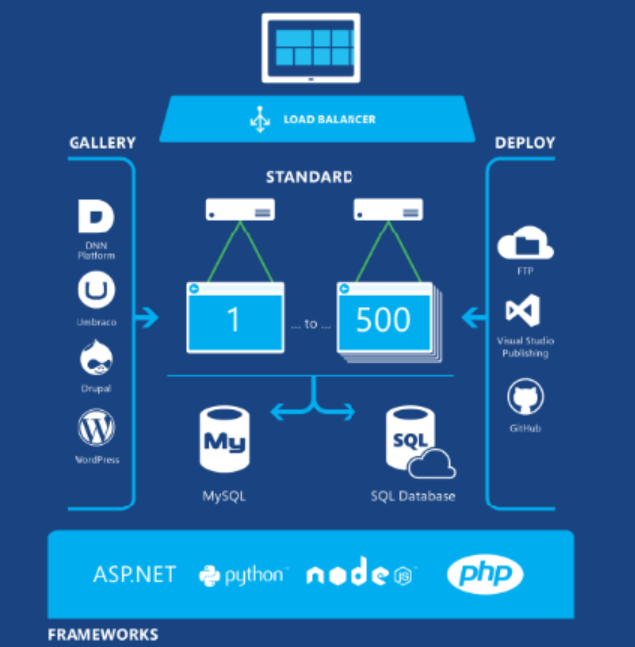 LOAD BALANCER
GALLERY
DEPLOY
STANDARD
DNN
Platform
Umbraco
Drupal
WordPress
1
... to ...
500
FTP
Visual Studio
Publishing
GitHub
My
MySQL
SQL
SQL Database
ASP.NET
python
node
JS
php
FRAMEWORKS